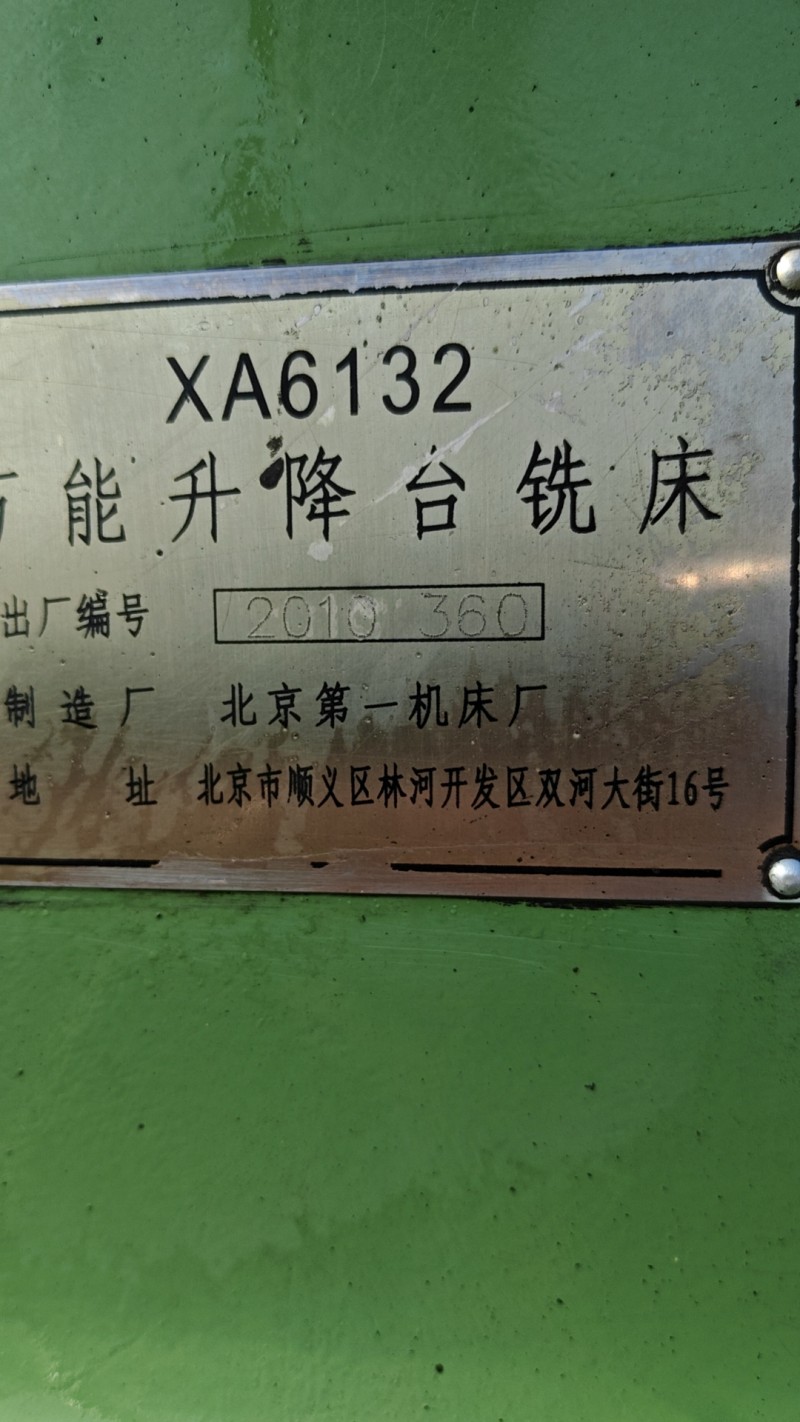 XA6132
万能升降台铣床
出厂编号 2010 360
制造厂 北京第一机床厂
地址 北京市顺义区林河开发区双河大街16号